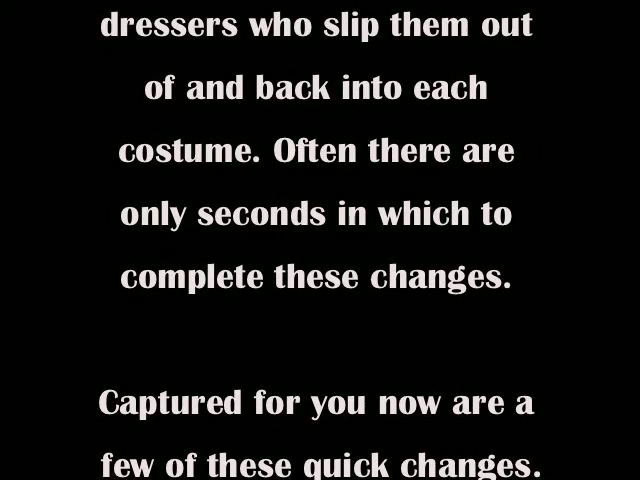 dressers who slip them out
of and back into each
costume. Often there are
only seconds in which to
complete these changes.
Captured for you now are a
few of these quick changes.